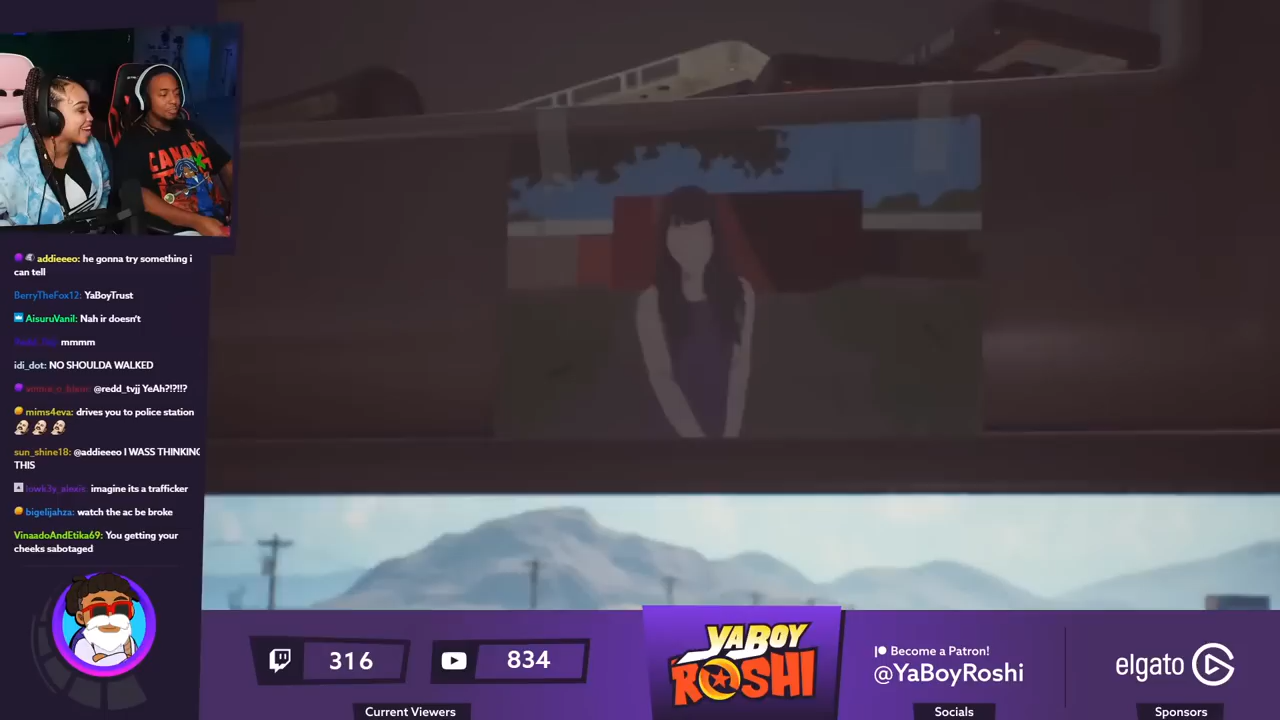 CANARY
addieeeo: he gonna try something i
can tell
BerryTheFox12: YaBoyTrust
AisuruVanil: Nah ir doesn't
mmmm
idi_dot: NO SHOULDA WALKED
@redd_tvjj YeAh?!?!!?
mims4eva: drives you to police station
sun_shine18: @addieeeo I WASS THINKING
THIS
lowk3y_alexis: imagine its a trafficker
bigelijahza: watch the ac be broke
VinaadoAndEtika69: You getting your
cheeks sabotaged
316
834
Current Viewers
YABOY
ROSHI
Become a Patron!
@YaBoyRoshi
Socials
elgato
Sponsors